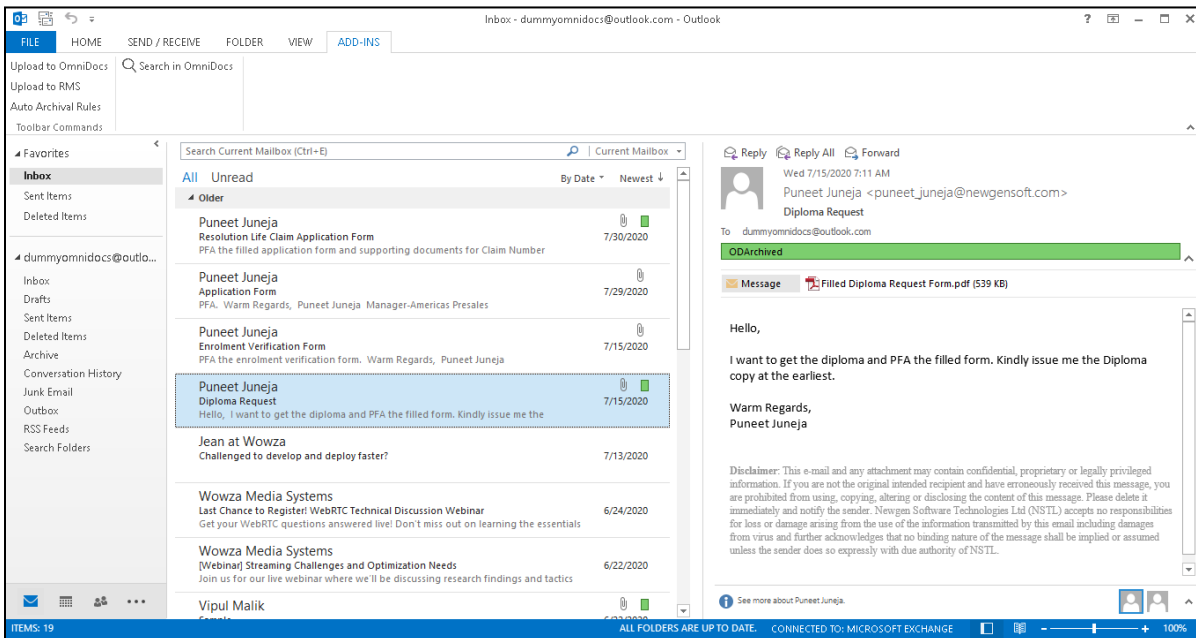 Inbox - dummyomnidocs@outlook.com - Outlook
FILE HOME SEND / RECEIVE FOLDER VIEW ADD-INS
Upload to OmniDocs Search in OmniDocs
Upload to RMS
Auto Archival Rules
Toolbar Commands
Favorites
Inbox
Sent Items
Deleted Items
dummyomnidocs@outlo...
Inbox
Drafts
Sent Items
Deleted Items
Archive
Conversation History
Junk Email
Outbox
RSS Feeds
Search Folders
Search Current Mailbox (Ctrl+E) Current Mailbox
All Unread By Date Newest
Older
Puneet Juneja
Resolution Life Claim Application Form 7/30/2020
PFA the filled application form and supporting documents for Claim Number
Puneet Juneja
Application Form 7/29/2020
PFA. Warm Regards, Puneet Juneja Manager-Americas Presales
Puneet Juneja
Enrolment Verification Form 7/15/2020
PFA the enrolment verification form. Warm Regards, Puneet Juneja
Puneet Juneja
Diploma Request 7/15/2020
Hello, I want to get the diploma and PFA the filled form. Kindly issue me the
Jean at Wowza
Challenged to develop and deploy faster? 7/13/2020
Wowza Media Systems
Last Chance to Register! WebRTC Technical Discussion Webinar 6/24/2020
Get your WebRTC questions answered live! Don't miss out on learning the essentials
Wowza Media Systems
[Webinar] Streaming Challenges and Optimization Needs 6/22/2020
Join us for our live webinar where we'll be discussing research findings and tactics
Vipul Malik
Reply Reply All Forward
Wed 7/15/2020 7:11 AM
Puneet Juneja <puneet_juneja@newgensoft.com>
Diploma Request
To dummyomnidocs@outlook.com
ODArchived
Message Filled Diploma Request Form.pdf (539 KB)
Hello,
I want to get the diploma and PFA the filled form. Kindly issue me the Diploma
copy at the earliest.
Warm Regards,
Puneet Juneja
Disclaimer: This e-mail and any attachment may contain confidential, proprietary or legally privileged
information. If you are not the original intended recipient and have erroneously received this message, you
are prohibited from using, copying, altering or disclosing the content of this message. Please delete it
immediately and notify the sender. Newgen Software Technologies Ltd (NSTL) accepts no responsibilities
for loss or damage arising from the use of the information transmitted by this email including damages
from virus and further acknowledges that no binding nature of the message shall be implied or assumed
unless the sender does so expressly with due authority of NSTL.
See more about Puneet Juneja.
ITEMS: 19 ALL FOLDERS ARE UP TO DATE. CONNECTED TO: MICROSOFT EXCHANGE 100%